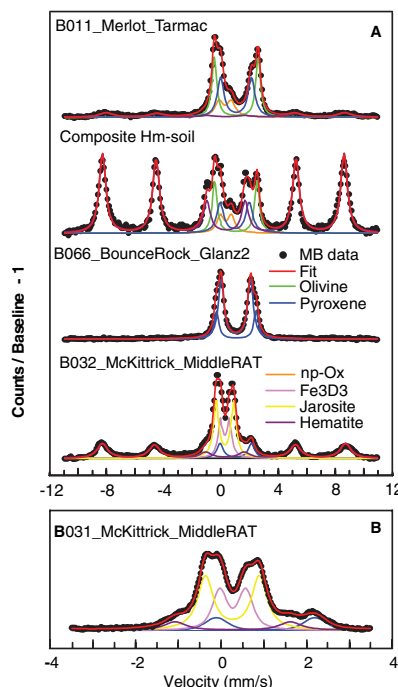 B011_Merlot_Tarmac
A
Composite Hm-soil
B066_BounceRock_Glanz2
MB data
Fit
Olivine
Pyroxene
B032_McKittrick_MiddleRAT
np-Ox
Fe3D3
Jarosite
Hematite
Counts / Baseline - 1
-12 -8 -4 0 4 8 12
B031_McKittrick_MiddleRAT
B
-4 -2 0 2 4
Velocity (mm/s)